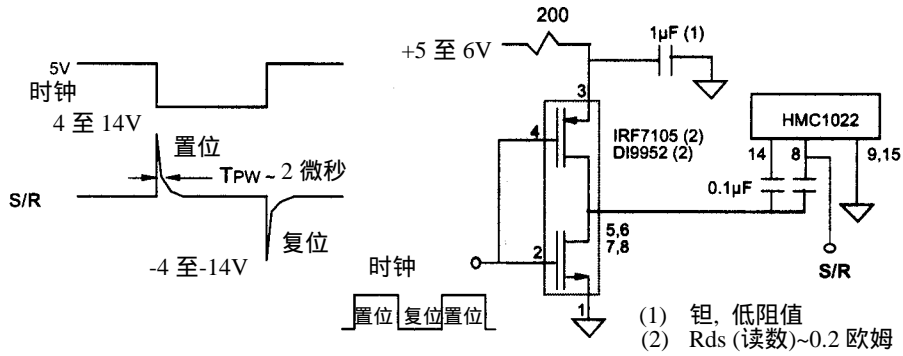 5V
时钟
4 至 14V
置位
TPW ~ 2 微秒
S/R
复位
-4 至-14V
200
+5 至 6V
1µF (1)
3
4
IRF7105 (2)
DI9952 (2)
HMC1022
14
8
9,15
0.1µF
2
5,6
7,8
1
S/R
时钟
置位 复位 置位
(1) 钽, 低阻值
(2) Rds (读数)~0.2 欧姆